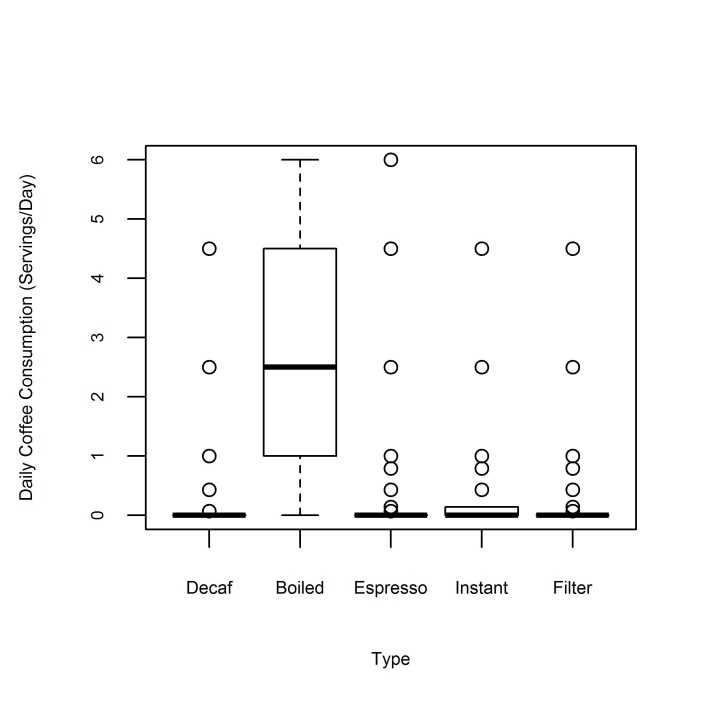 Daily Coffee Consumption (Servings/Day)
6
5
4
3
2
1
0
Decaf Boiled Espresso Instant Filter
Type